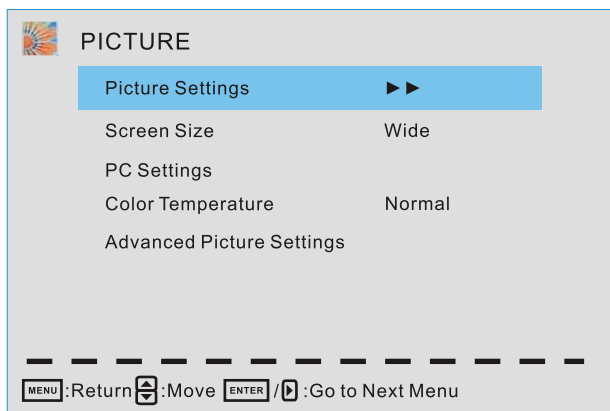 PICTURE
Picture Settings ►►
Screen Size Wide
PC Settings
Color Temperature Normal
Advanced Picture Settings
MENU :Return :Move ENTER / :Go to Next Menu